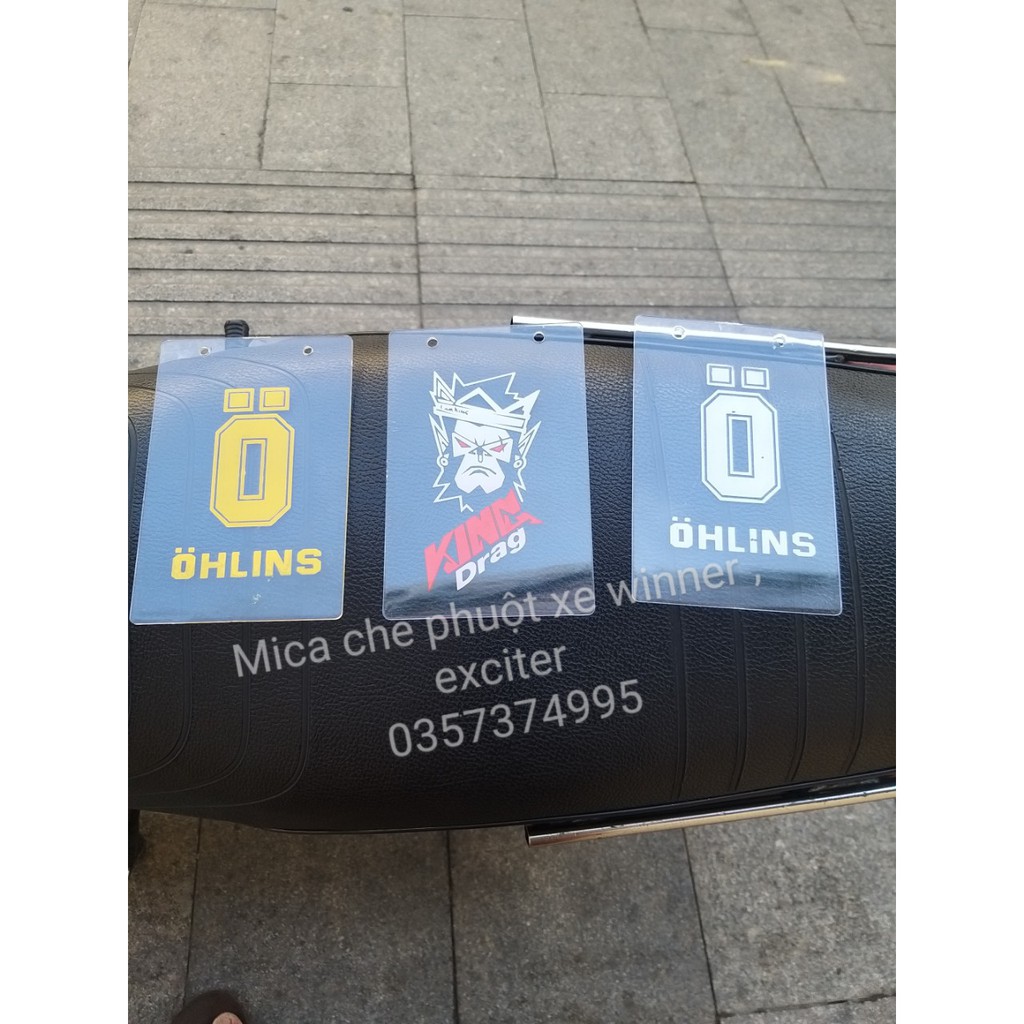 Ö
ÖHLINS
KING
Drag
Ö
ÖHLINS
Mica che phuột xe winner ,
exciter
0357374995